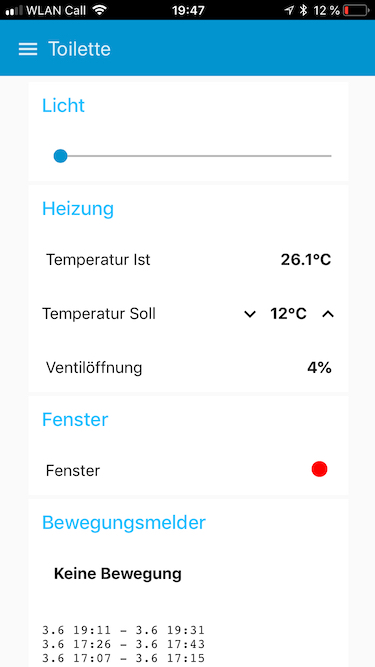 WLAN Call 19:47 12 %
Toilette
Licht
Heizung
Temperatur Ist 26.1°C
Temperatur Soll 12°C
Ventilöffnung 4%
Fenster
Fenster
Bewegungsmelder
Keine Bewegung
3.6 19:11 - 3.6 19:31
3.6 17:26 - 3.6 17:43
3.6 17:07 - 3.6 17:15